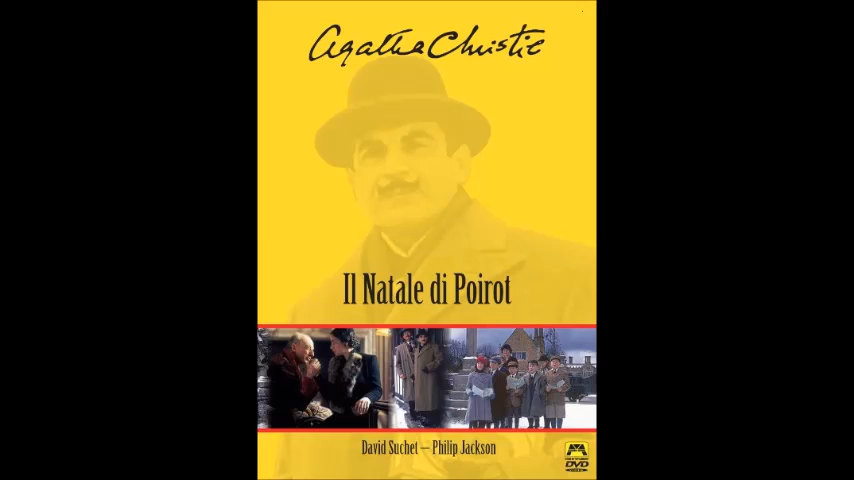 Agatha Christie
Il Natale di Poirot
David Suchet – Philip Jackson
DVD